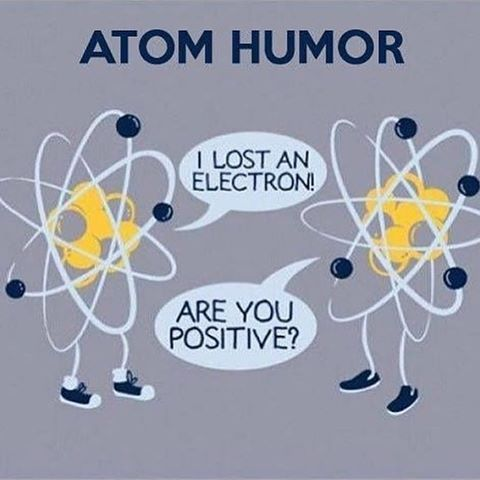 ATOM HUMOR
I LOST AN
ELECTRON!
ARE YOU
POSITIVE?